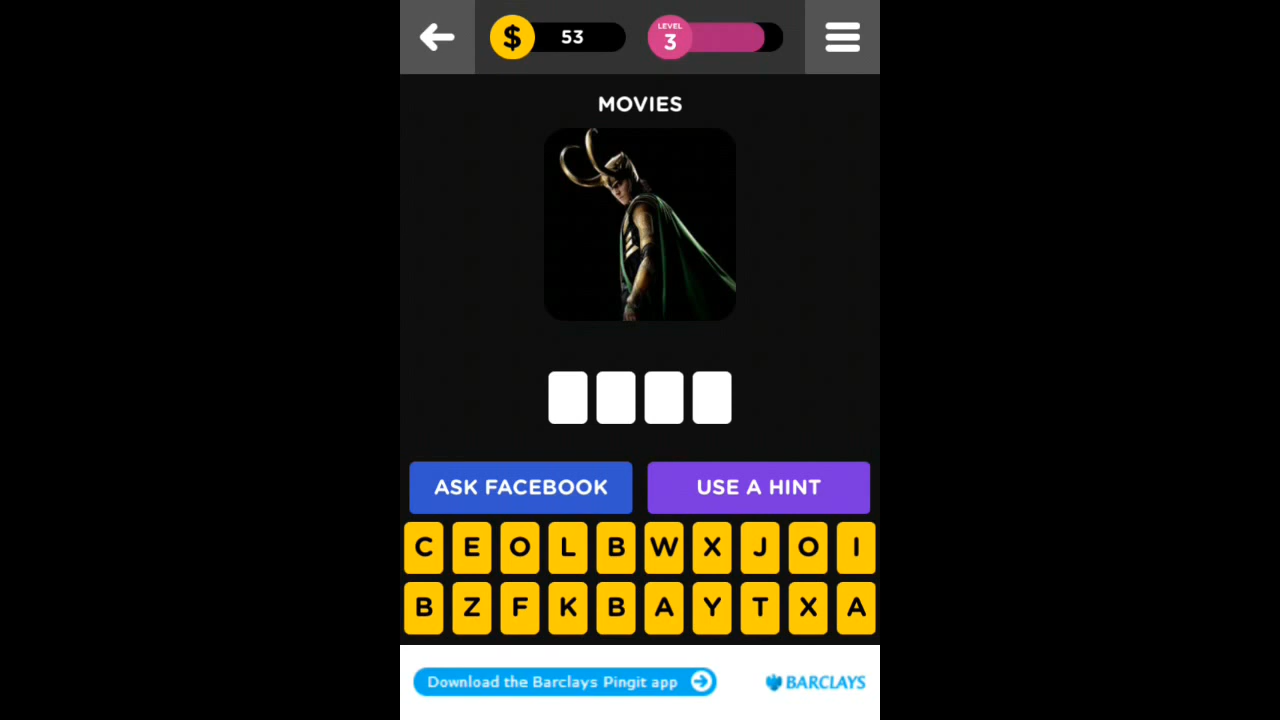 $ 53 LEVEL 3
MOVIES
ASK FACEBOOK USE A HINT
C E O L B W X J O I
B Z F K B A Y T X A
Download the Barclays Pingit app BARCLAYS